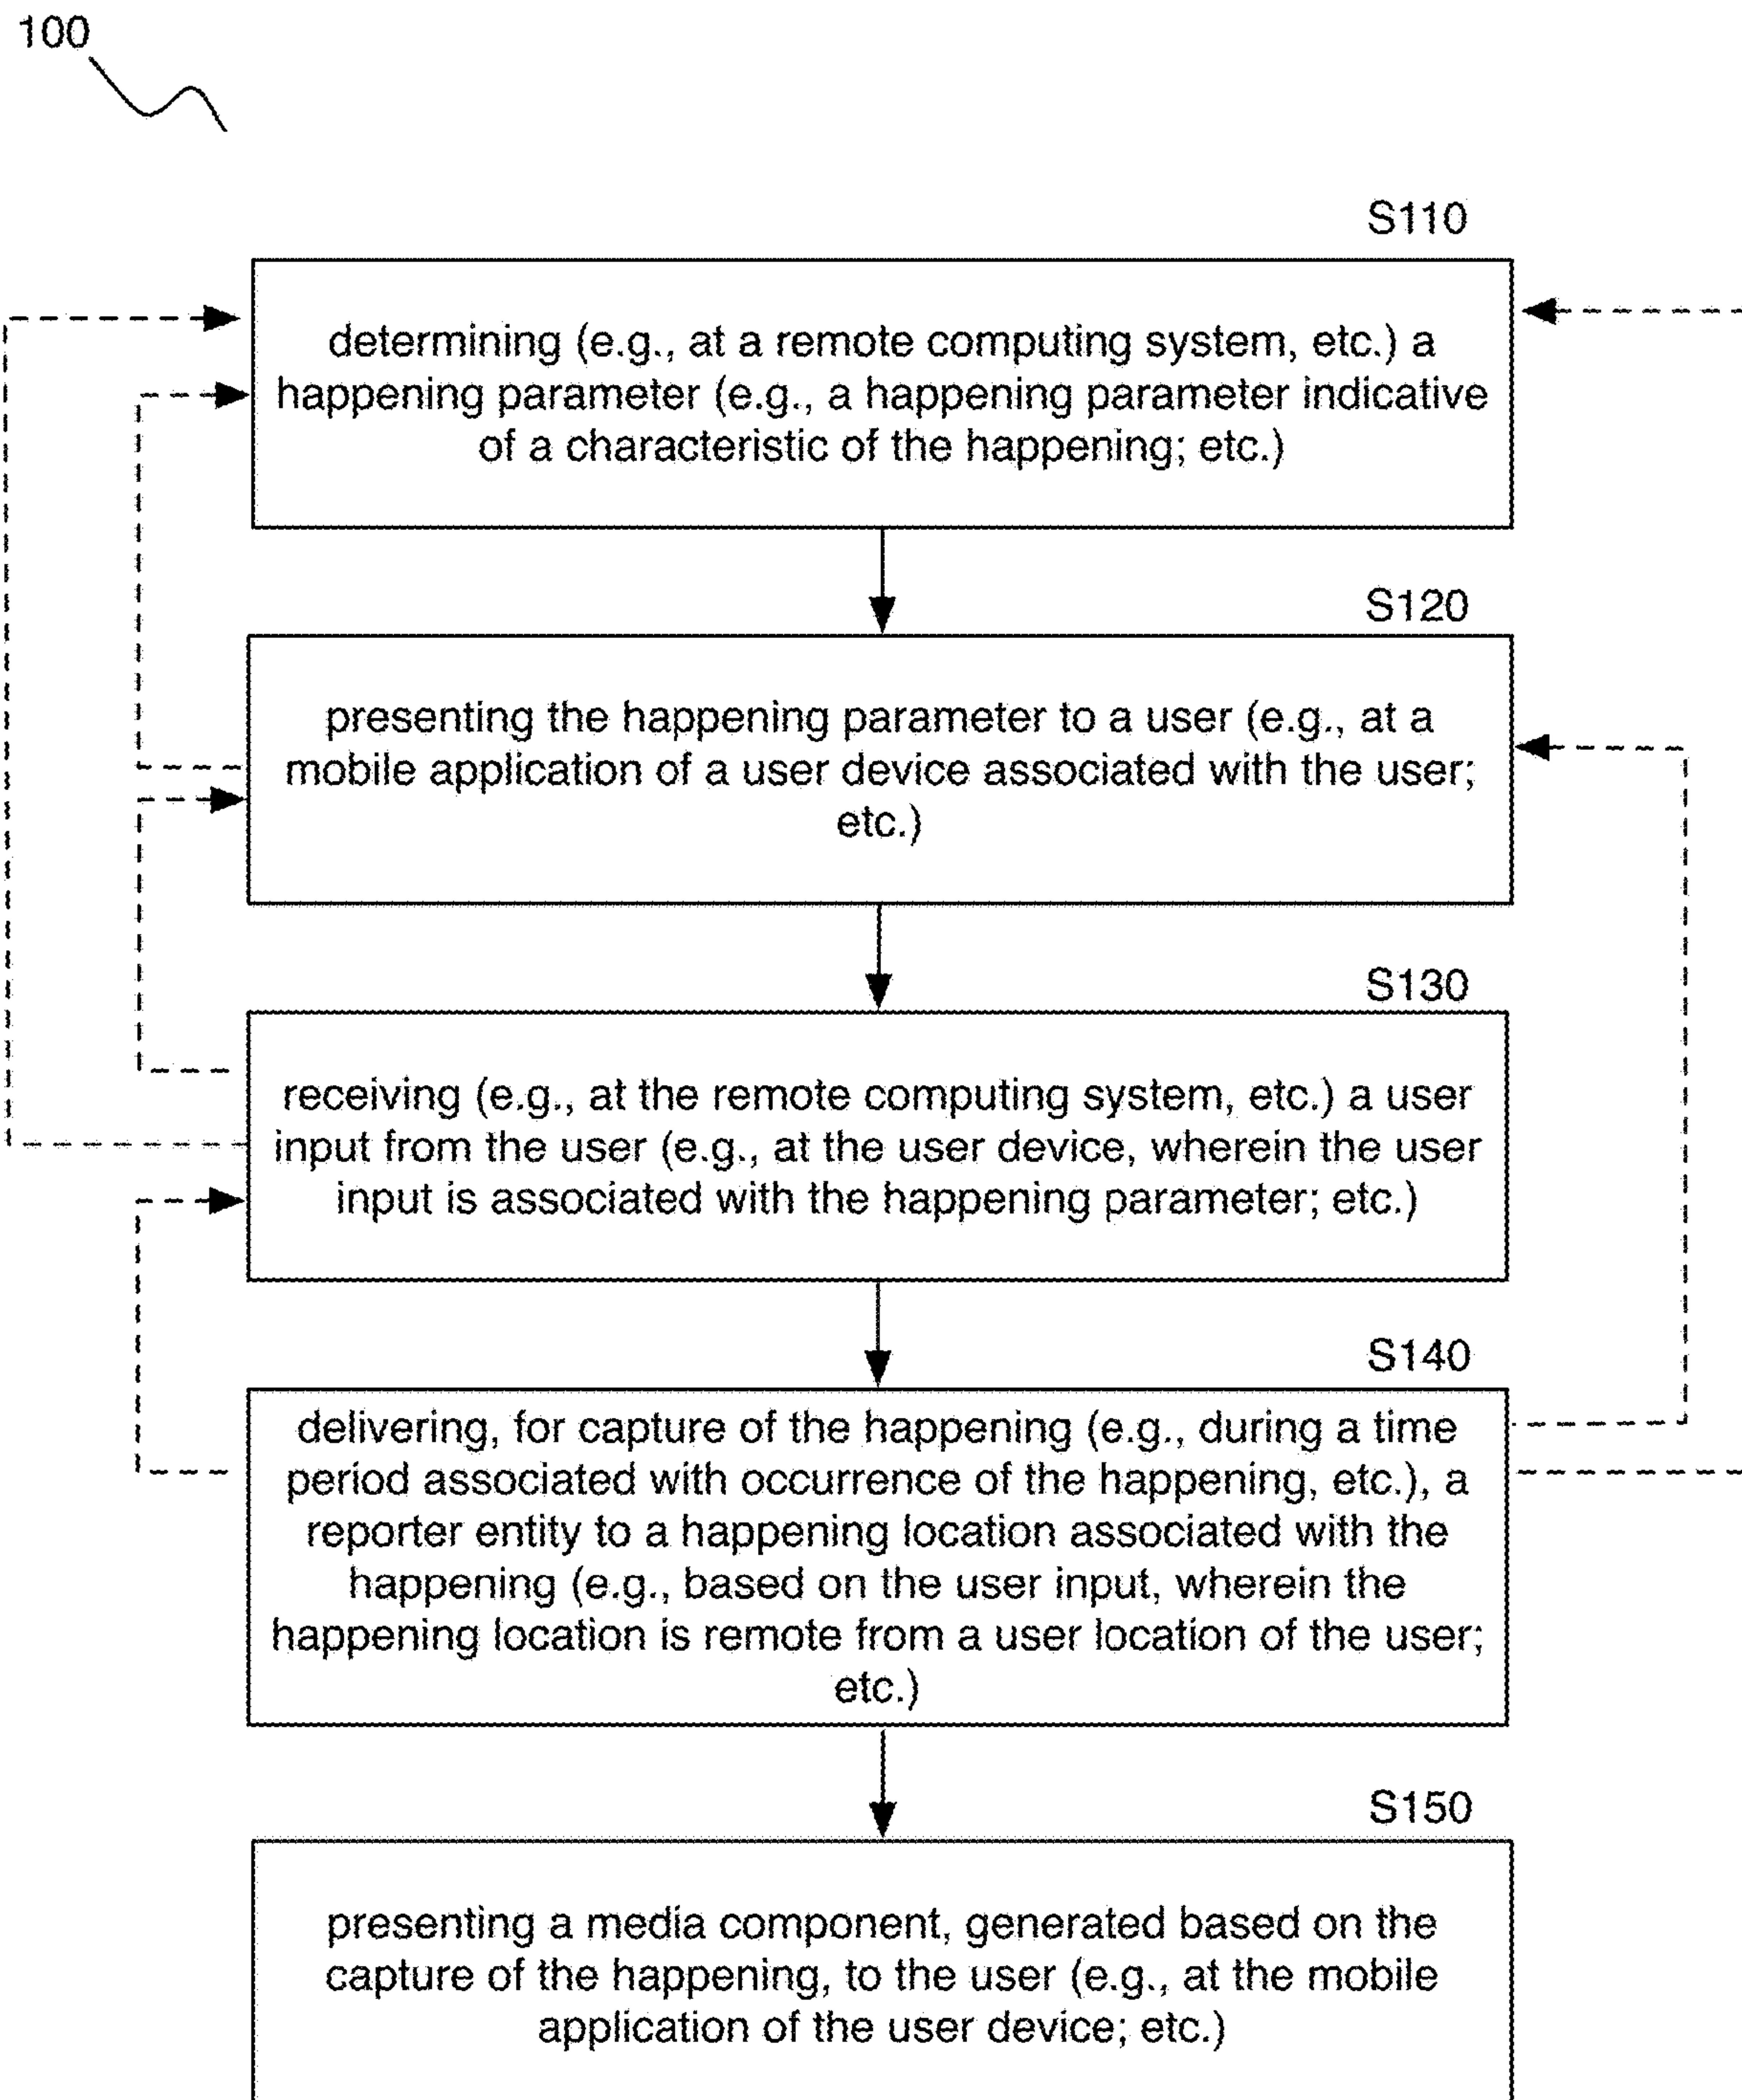 100
S110
determining (e.g., at a remote computing system, etc.) a
happening parameter (e.g., a happening parameter indicative
of a characteristic of the happening; etc.)
S120
presenting the happening parameter to a user (e.g., at a
mobile application of a user device associated with the user;
etc.)
S130
receiving (e.g., at the remote computing system, etc.) a user
input from the user (e.g., at the user device, wherein the user
input is associated with the happening parameter; etc.)
S140
delivering, for capture of the happening (e.g., during a time
period associated with occurrence of the happening, etc.), a
reporter entity to a happening location associated with the
happening (e.g., based on the user input, wherein the
happening location is remote from a user location of the user;
etc.)
S150
presenting a media component, generated based on the
capture of the happening, to the user (e.g., at the mobile
application of the user device; etc.)